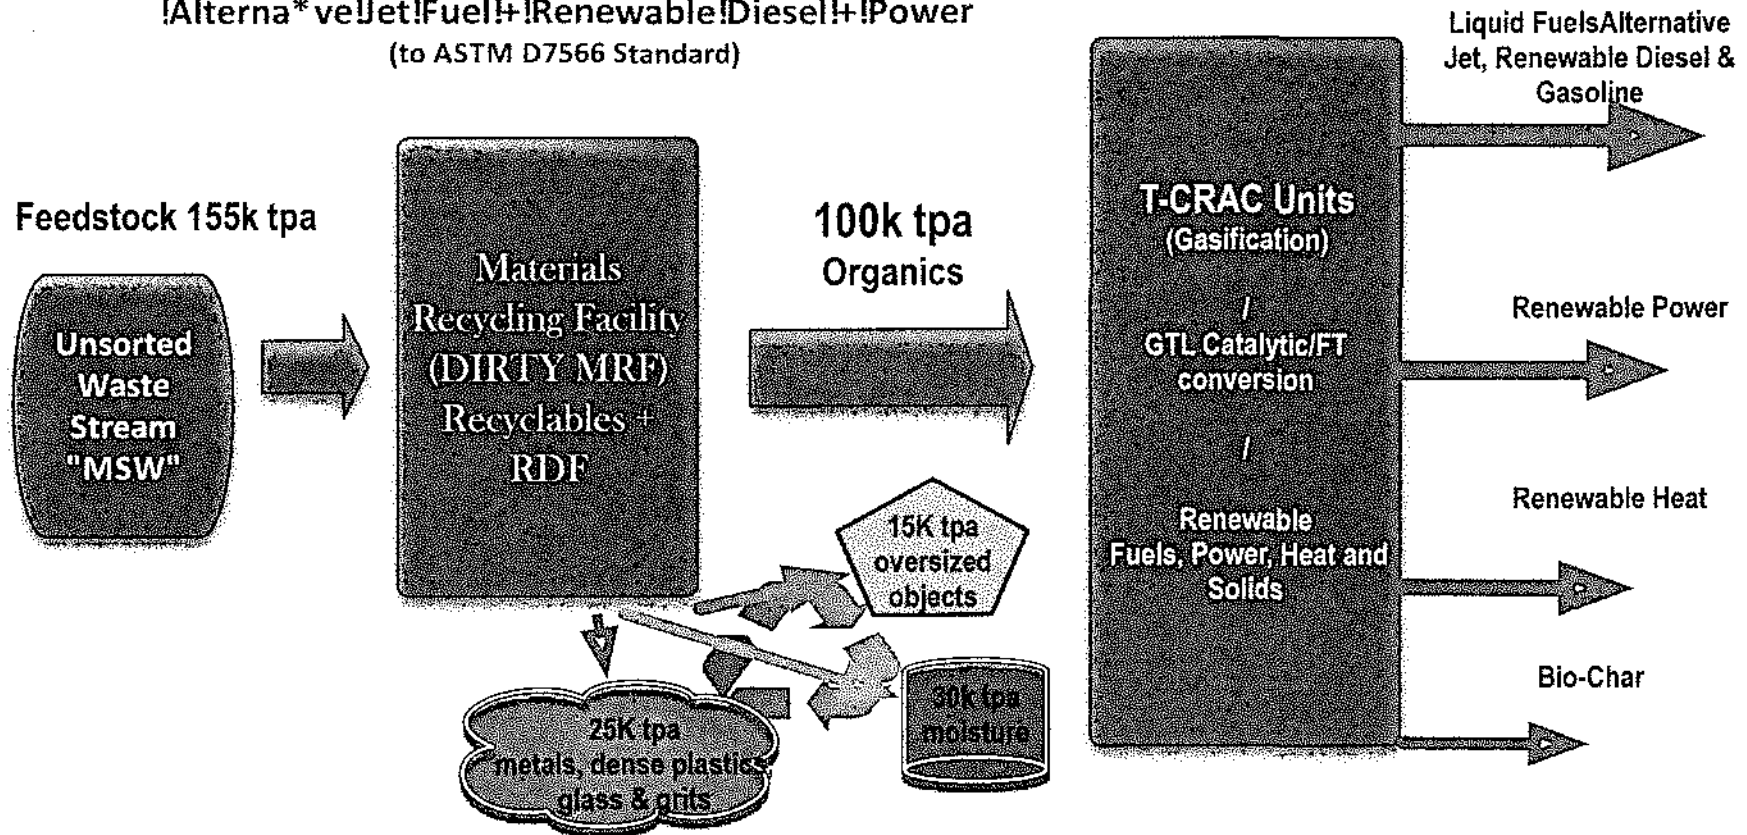 !Alterna*ve!Jet!Fuel!+!Renewable!Diesel!+!Power
(to ASTM D7566 Standard)
Feedstock 155k tpa
Unsorted
Waste
Stream
"MSW"
Materials
Recycling Facility
(DIRTY MRF)
Recyclables +
RDF
100k tpa
Organics
15K tpa
oversized
objects
30k tpa
moisture
25K tpa
metals, dense plastics,
glass & grits
T-CRAC Units
(Gasification)
/
GTL Catalytic/FT
conversion
/
Renewable
Fuels, Power, Heat and
Solids
Liquid FuelsAlternative
Jet, Renewable Diesel &
Gasoline
Renewable Power
Renewable Heat
Bio-Char